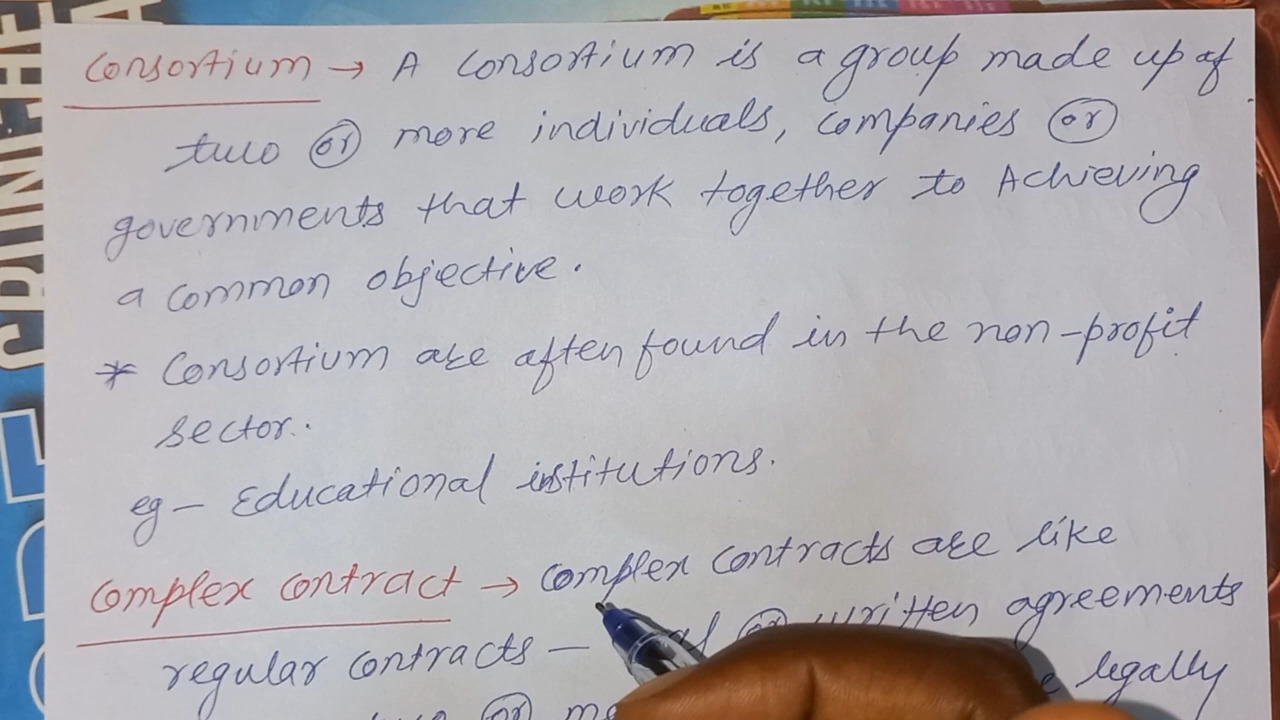 Consortium → A Consortium is a group made up of
two or more individuals, companies or
governments that work together to Achieving
a common objective.
* Consortium are often found in the non-profit
sector.
eg - Educational institutions.
Complex contract → Complex contracts are like
regular contracts - or written agreements
or legally